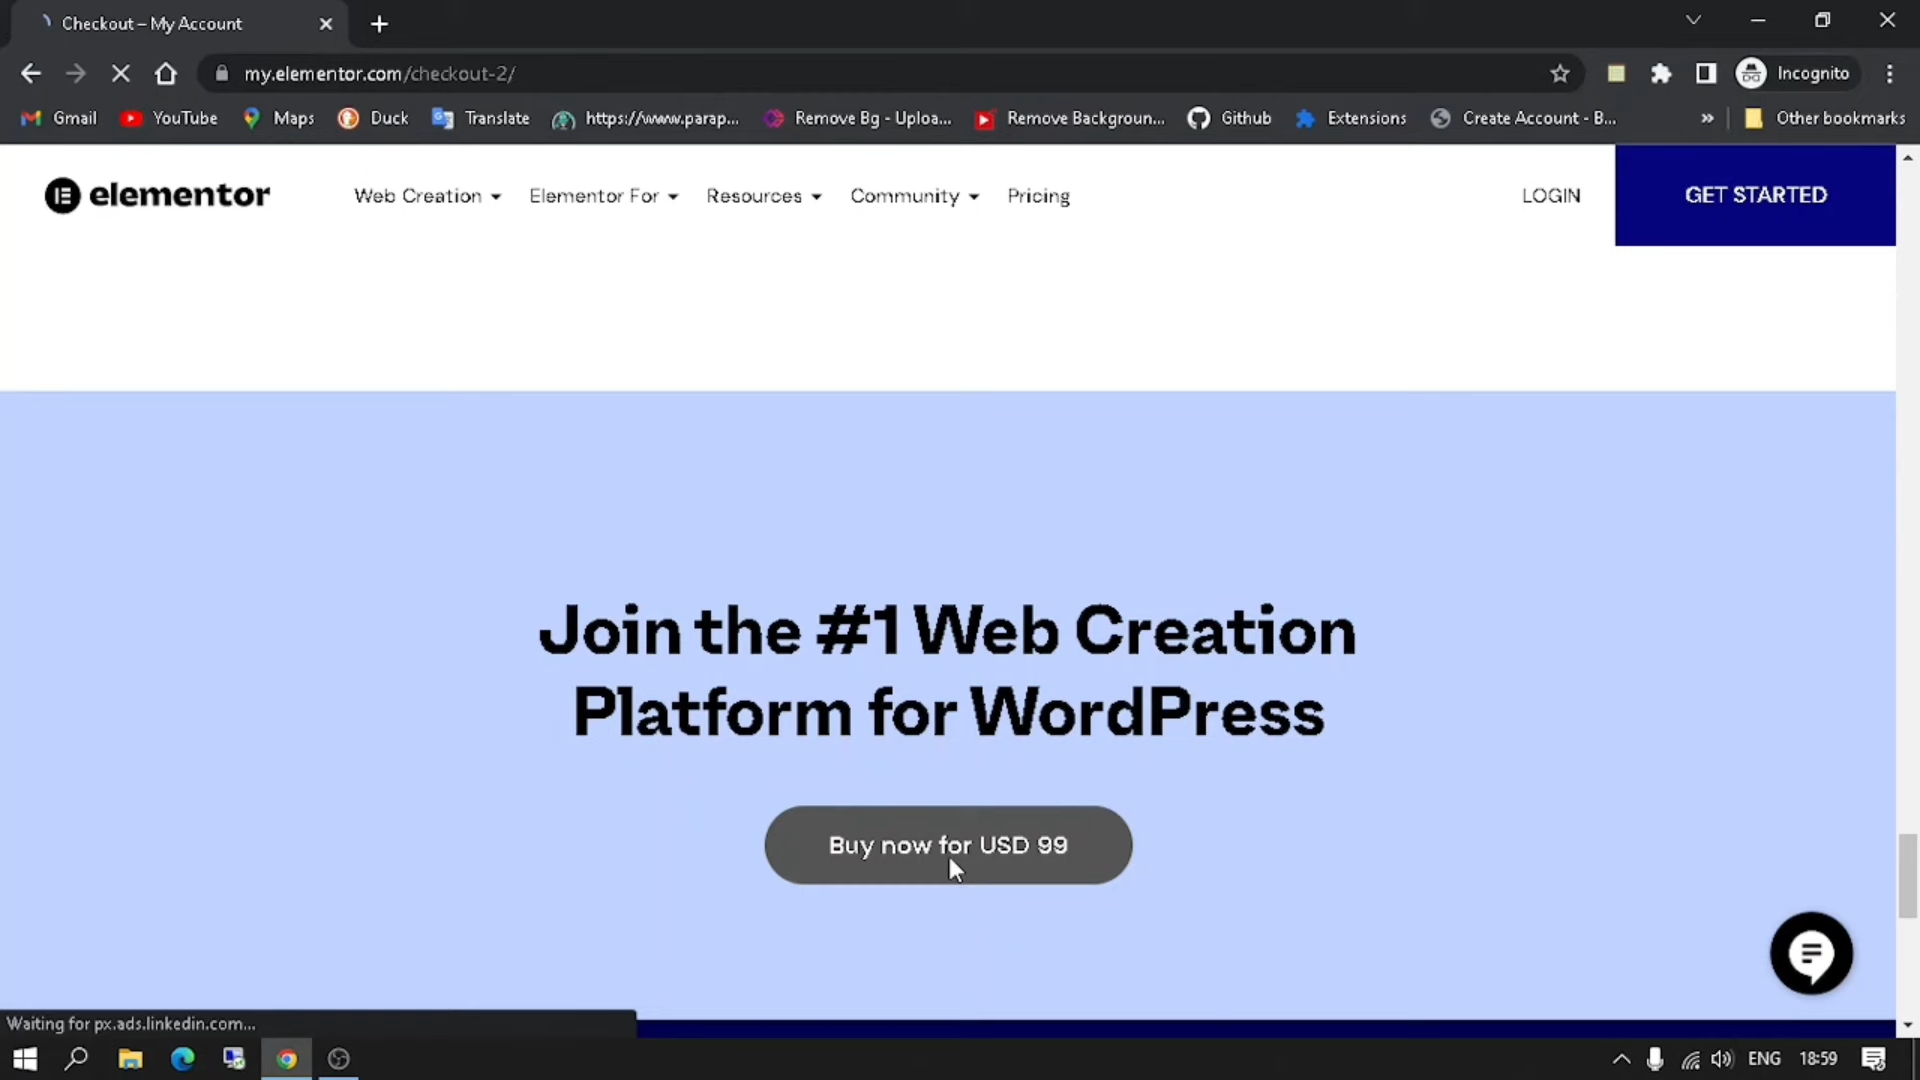 Checkout – My Account
my.elementor.com/checkout-2/
Incognito
Gmail YouTube Maps Duck Translate https://www.parap... Remove Bg - Uploa... Remove Backgroun... Github Extensions Create Account - B... » Other bookmarks
elementor Web Creation Elementor For Resources Community Pricing LOGIN GET STARTED
Join the #1 Web Creation
Platform for WordPress
Buy now for USD 99
Waiting for px.ads.linkedin.com...
ENG 18:59